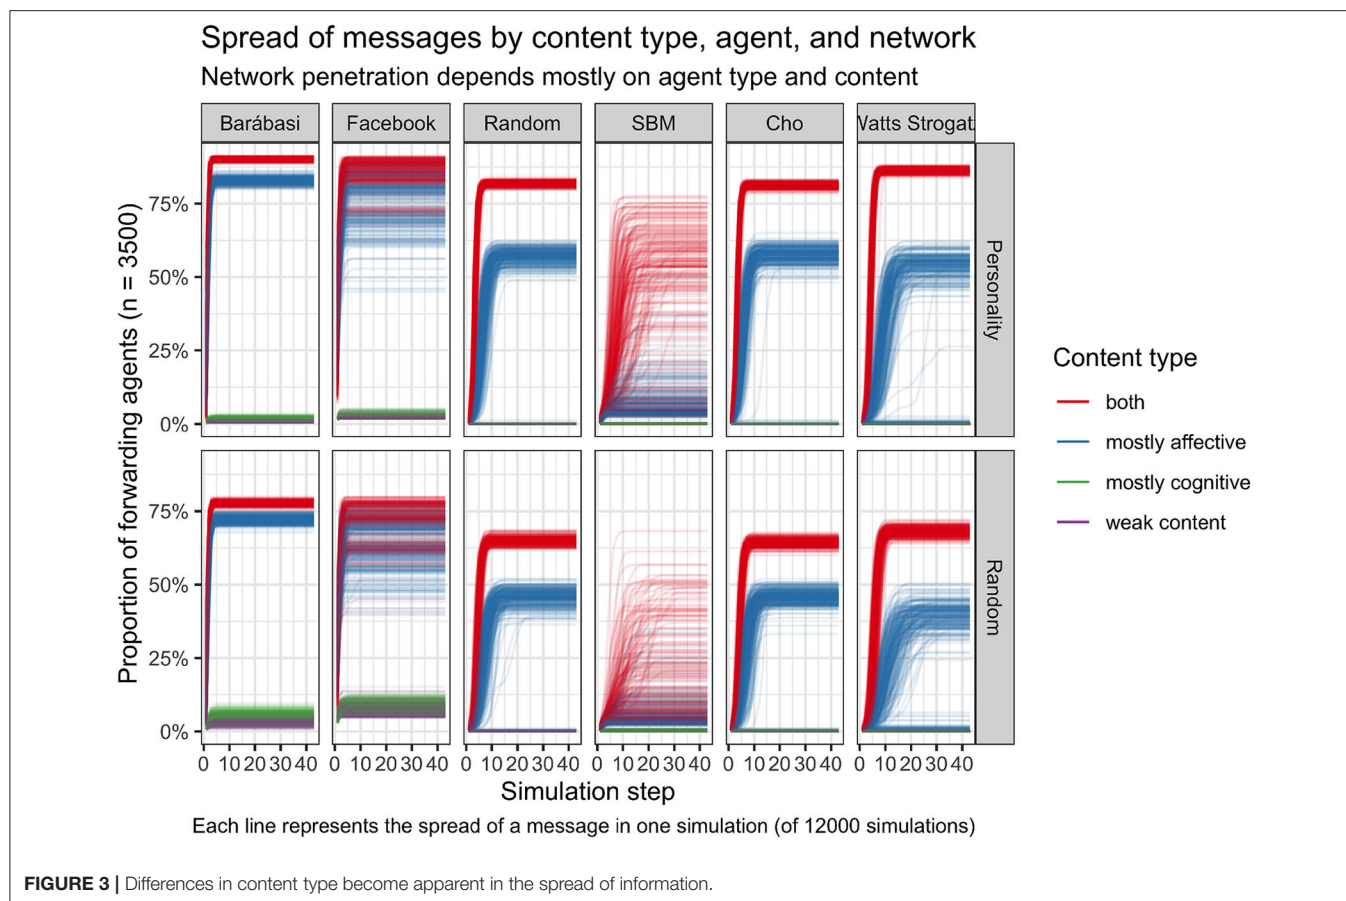 Spread of messages by content type, agent, and network
Network penetration depends mostly on agent type and content
Barábasi Facebook Random SBM Cho Watts Strogatz
Proportion of forwarding agents (n = 3500)
75%
50%
25%
0%
Personality
75%
50%
25%
0%
Random
0 10 20 30 40 0 10 20 30 40 0 10 20 30 40 0 10 20 30 40 0 10 20 30 40 0 10 20 30 40
Simulation step
Each line represents the spread of a message in one simulation (of 12000 simulations)
Content type
both
mostly affective
mostly cognitive
weak content
FIGURE 3 | Differences in content type become apparent in the spread of information.